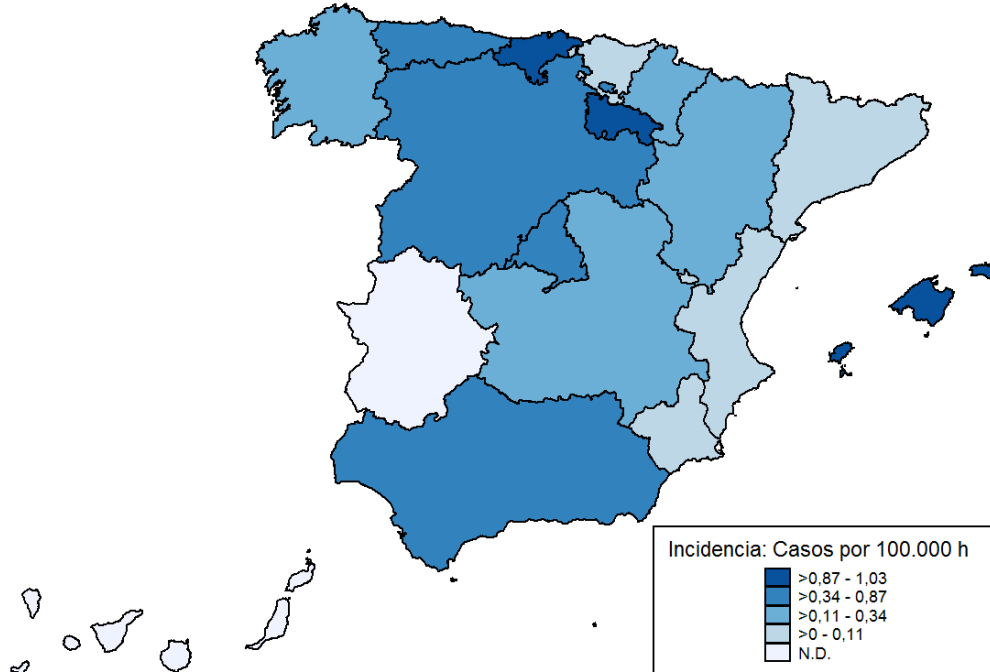 Incidencia: Casos por 100.000 h
>0,87 - 1,03
>0,34 - 0,87
>0,11 - 0,34
>0 - 0,11
N.D.